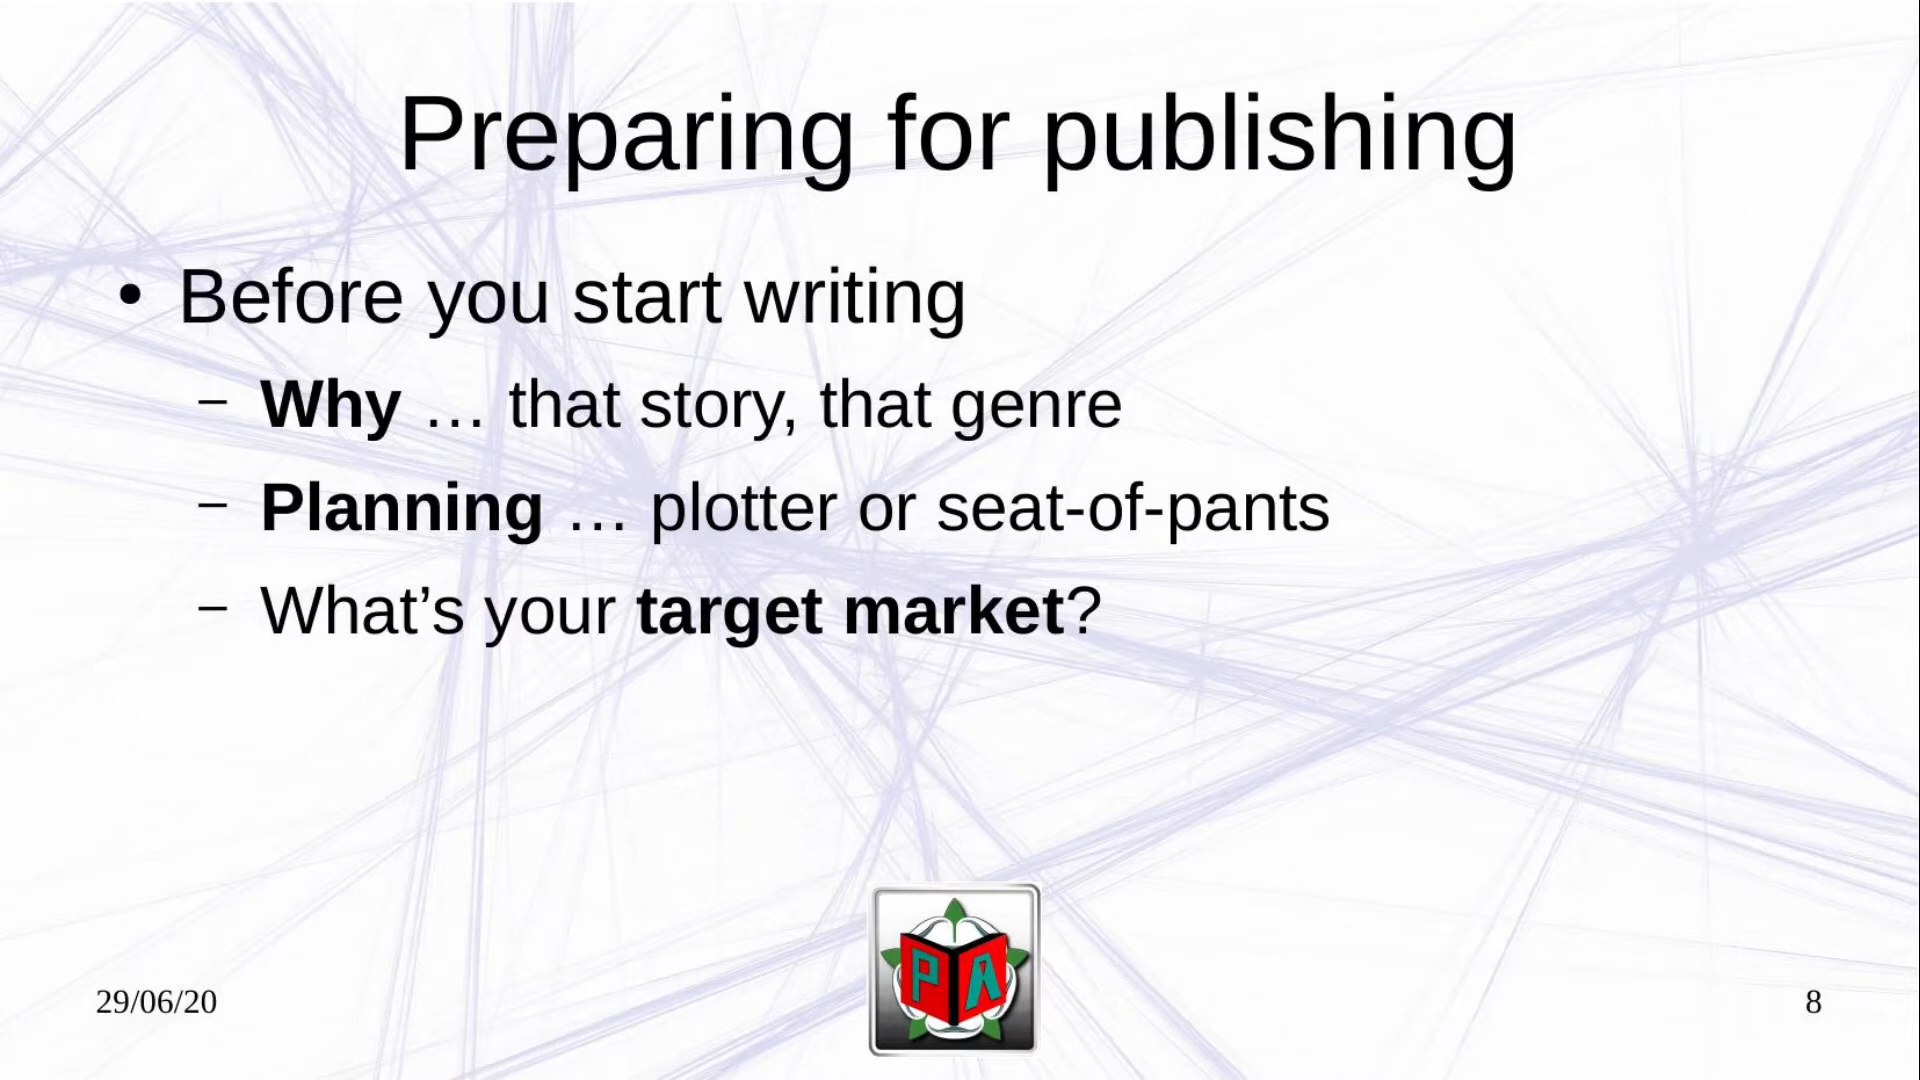 Preparing for publishing
• Before you start writing
– Why … that story, that genre
– Planning … plotter or seat-of-pants
– What’s your target market?
P A
29/06/20
8